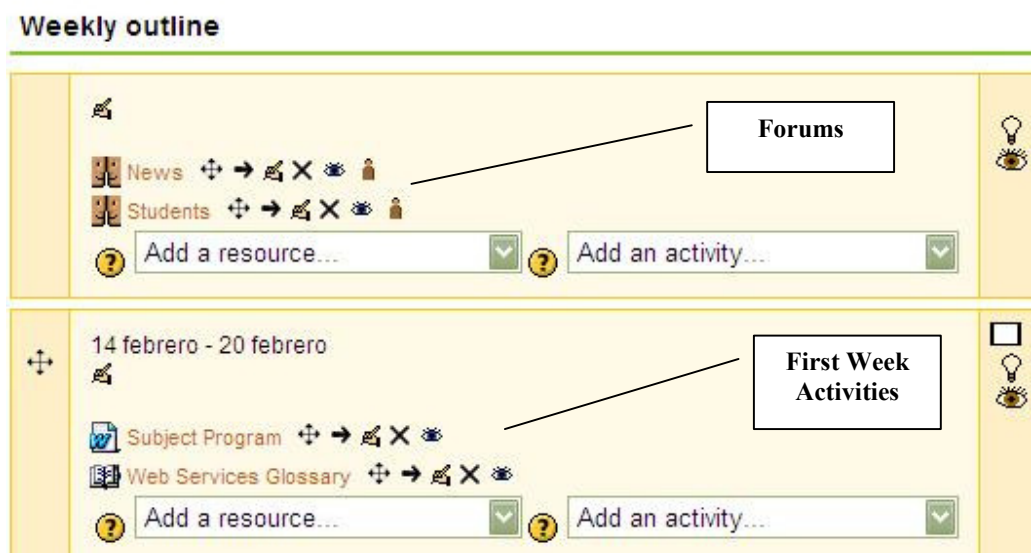 Weekly outline
Forums
News
Students
Add a resource... Add an activity...
14 febrero - 20 febrero
First Week
Activities
Subject Program
Web Services Glossary
Add a resource... Add an activity...